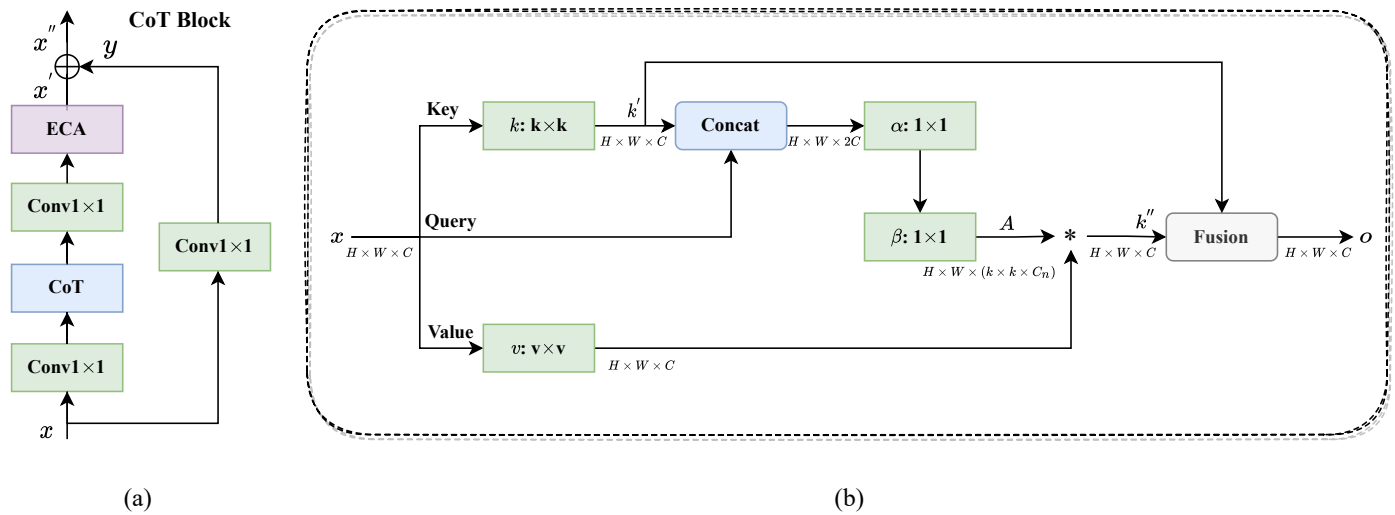 CoT Block
x''
y
x'
ECA
Conv1×1
Conv1×1
CoT
Conv1×1
x
(a)
Key
k: k×k
k'
H × W × C
Concat
H × W × 2C
α: 1×1
x
H × W × C
Query
β: 1×1
A
H × W × (k × k × Cₙ)
*
k''
H × W × C
Fusion
H × W × C
o
Value
v: v×v
H × W × C
(b)